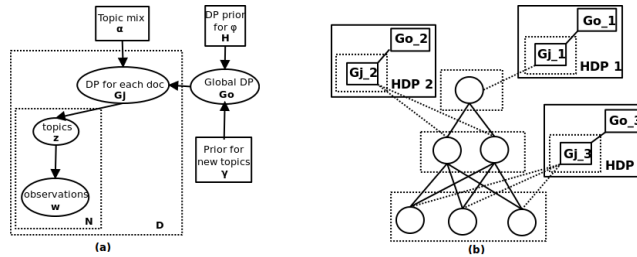 Topic mix
α
DP prior
for φ
H
DP for each doc
Gj
Global DP
Go
topics
z
Prior for
new topics
γ
observations
w
N
D
(a)
Go_2
Gj_2
HDP 2
Go_1
Gj_1
HDP 1
Go_3
Gj_3
HDP
(b)